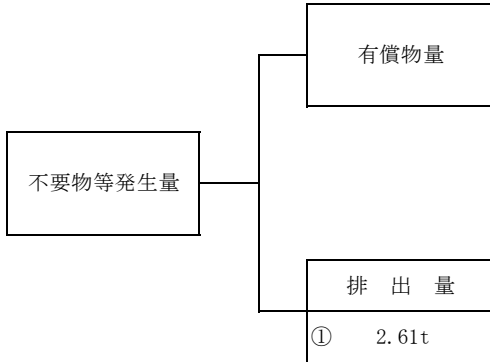 有償物量
不要物等発生量
排 出 量
① 2.61t